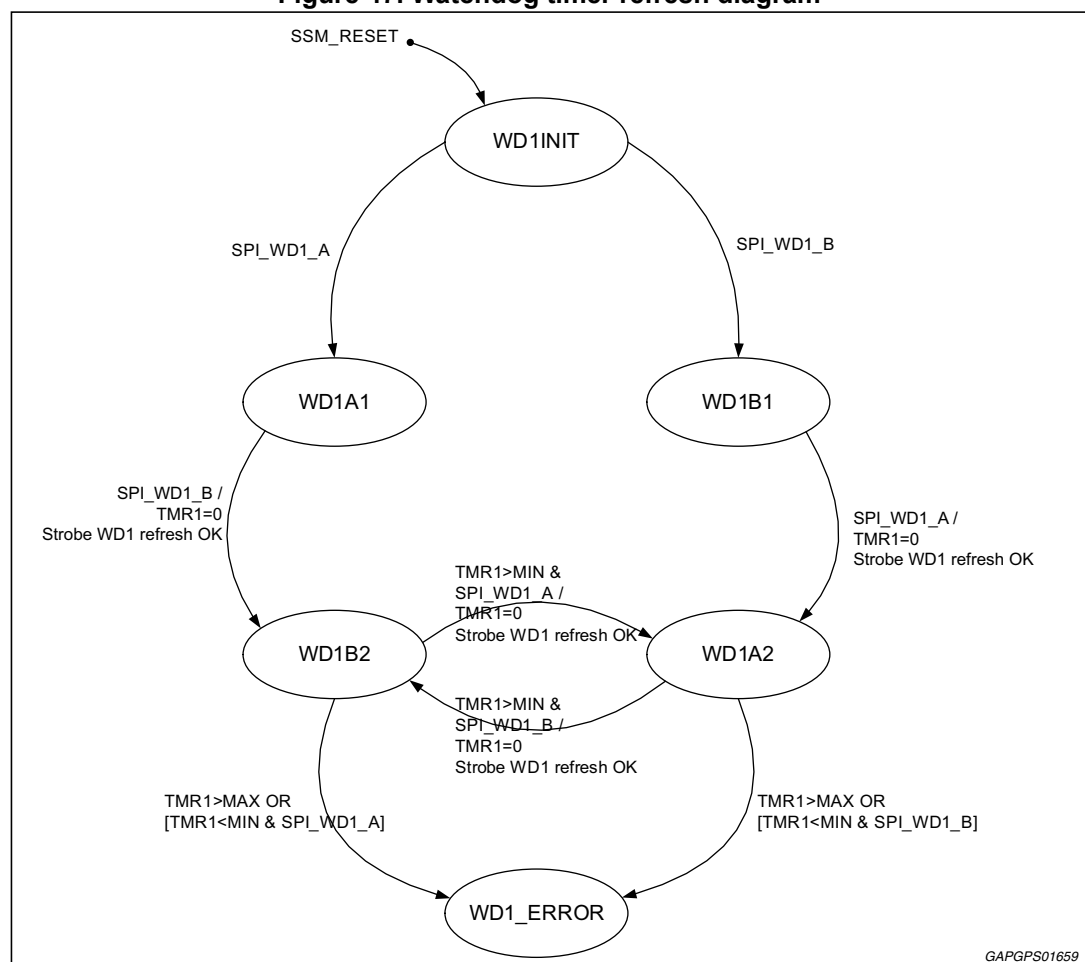 Figure 17. Watchdog timer refresh diagram
SSM_RESET
WD1INIT
SPI_WD1_A
SPI_WD1_B
WD1A1
WD1B1
SPI_WD1_B /
TMR1=0
Strobe WD1 refresh OK
SPI_WD1_A /
TMR1=0
Strobe WD1 refresh OK
TMR1>MIN &
SPI_WD1_A /
TMR1=0
Strobe WD1 refresh OK
WD1B2
WD1A2
TMR1>MIN &
SPI_WD1_B /
TMR1=0
Strobe WD1 refresh OK
TMR1>MAX OR
[TMR1<MIN & SPI_WD1_A]
TMR1>MAX OR
[TMR1<MIN & SPI_WD1_B]
WD1_ERROR
GAPGPS01659